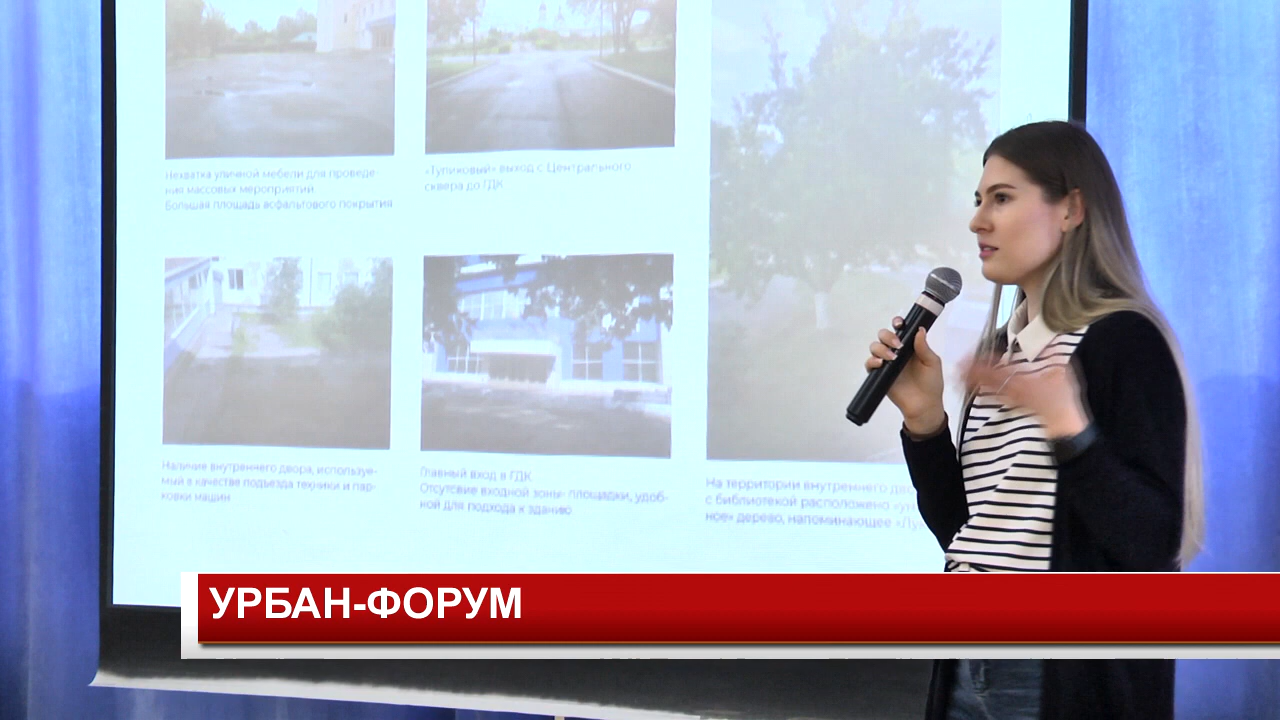 Нехватка уличной мебели для проведе-
ния массовых мероприятий
Большая площадь асфальтового покрытия
«Тупиковый» выход с Центрального
сквера до ГДК
Наличие внутреннего двора, используе-
мый в качестве подъезда техники и пар-
ковки машин
Главный вход в ГДК
Отсутсвие входной зоны- площадки, удоб-
ной для подхода к зданию
На территории внутреннего
с библиотекой расположено
ное» дерево, напоминающее
УРБАН-ФОРУМ